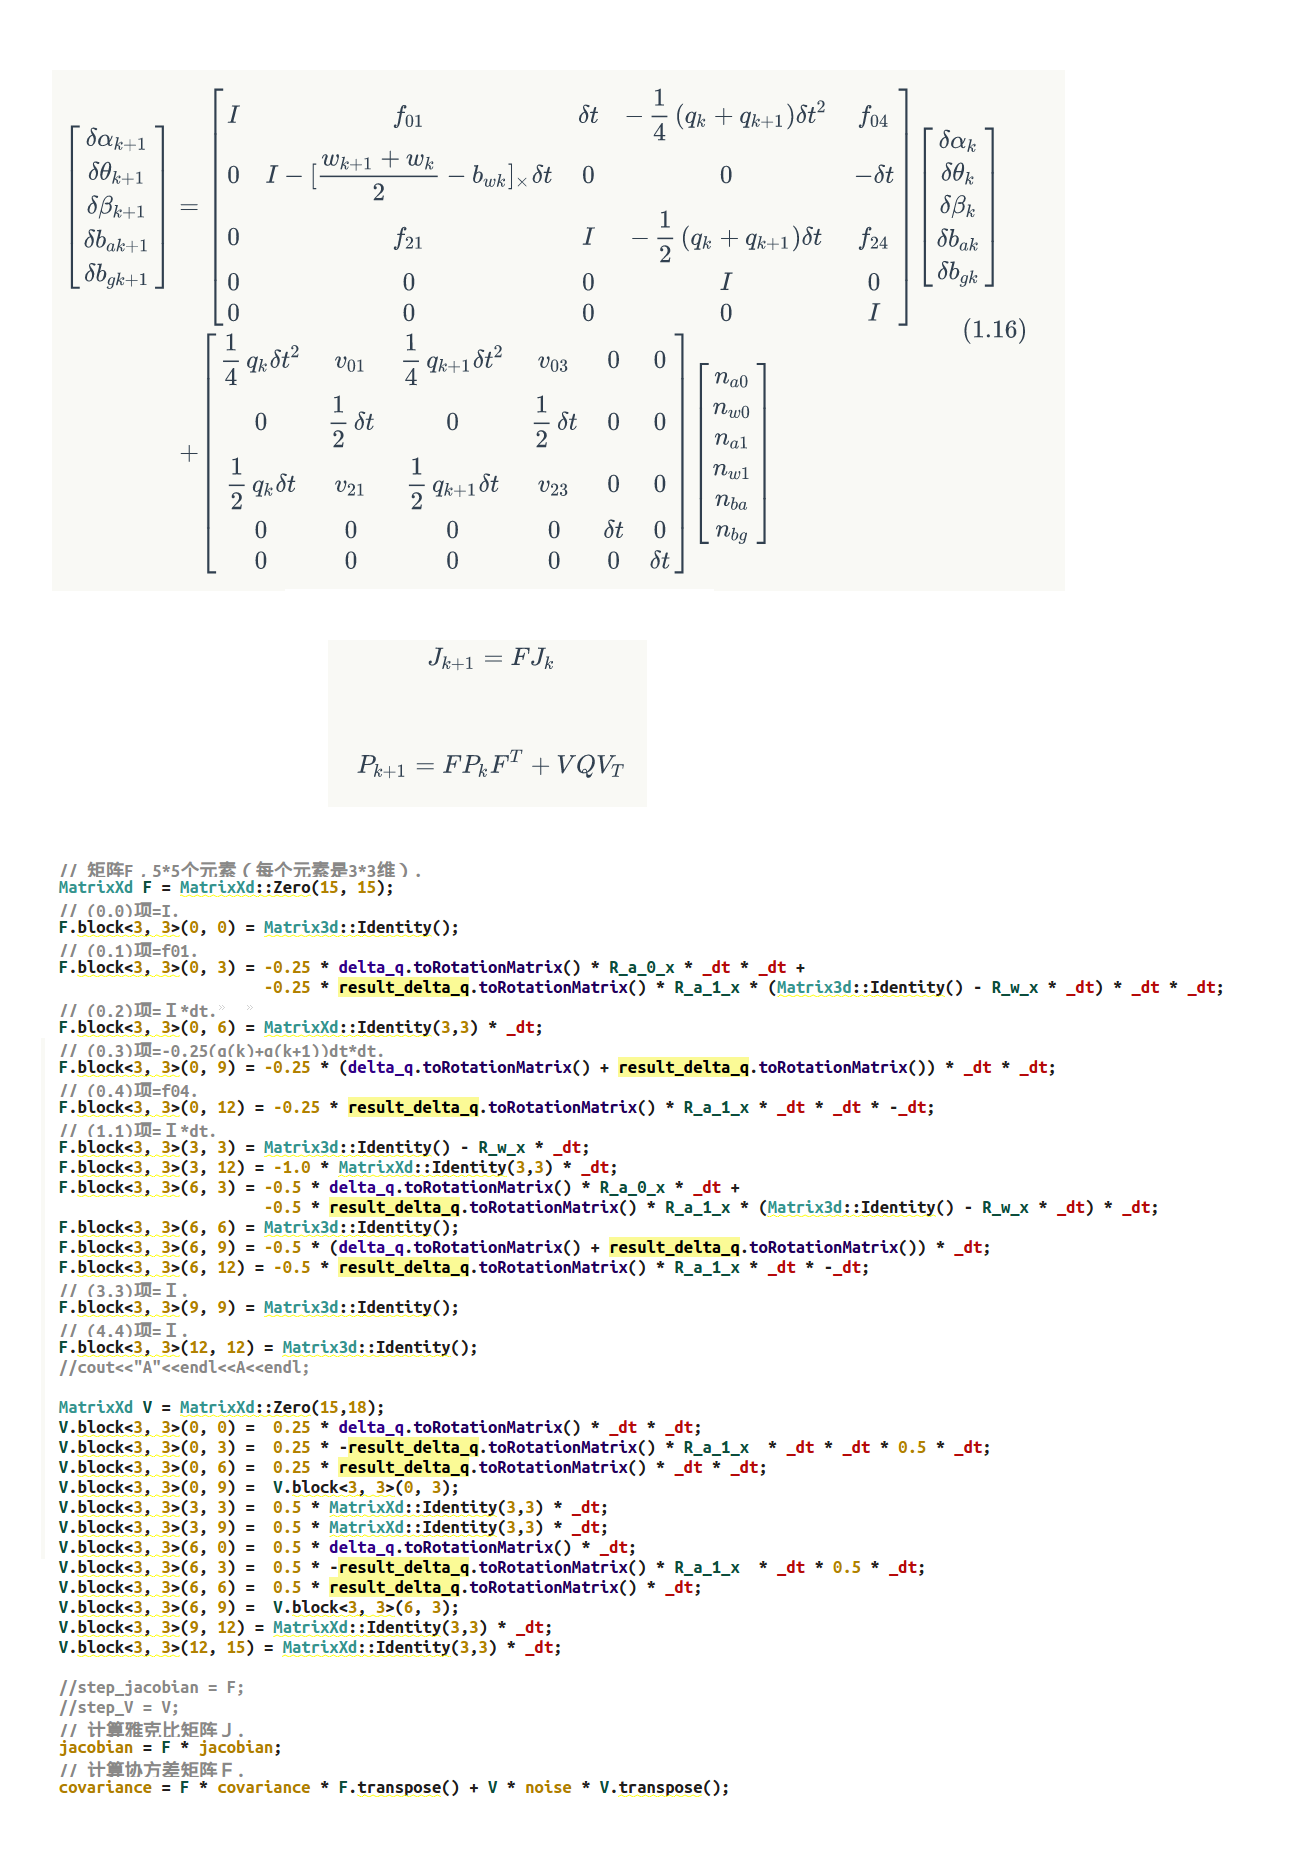 \begin{bmatrix} \delta\alpha_{k+1} \\ \delta\theta_{k+1} \\ \delta\beta_{k+1} \\ \delta b_{ak+1} \\ \delta b_{gk+1} \end{bmatrix} = \begin{bmatrix} I & f_{01} & \delta t & -\frac{1}{4}(q_k+q_{k+1})\delta t^2 & f_{04} \\ 0 & I-[\frac{w_{k+1}+w_k}{2}-b_{wk}]_\times\delta t & 0 & 0 & -\delta t \\ 0 & f_{21} & I & -\frac{1}{2}(q_k+q_{k+1})\delta t & f_{24} \\ 0 & 0 & 0 & I & 0 \\ 0 & 0 & 0 & 0 & I \end{bmatrix} \begin{bmatrix} \delta\alpha_k \\ \delta\theta_k \\ \delta\beta_k \\ \delta b_{ak} \\ \delta b_{gk} \end{bmatrix}
(1.16)
+ \begin{bmatrix} \frac{1}{4}q_k\delta t^2 & v_{01} & \frac{1}{4}q_{k+1}\delta t^2 & v_{03} & 0 & 0 \\ 0 & \frac{1}{2}\delta t & 0 & \frac{1}{2}\delta t & 0 & 0 \\ \frac{1}{2}q_k\delta t & v_{21} & \frac{1}{2}q_{k+1}\delta t & v_{23} & 0 & 0 \\ 0 & 0 & 0 & 0 & \delta t & 0 \\ 0 & 0 & 0 & 0 & 0 & \delta t \end{bmatrix} \begin{bmatrix} n_{a0} \\ n_{w0} \\ n_{a1} \\ n_{w1} \\ n_{ba} \\ n_{bg} \end{bmatrix}
J_{k+1} = FJ_k
P_{k+1} = FP_kF^T + VQV_T
// 矩阵F．5*5个元素（每个元素是3*3维）．
MatrixXd F = MatrixXd::Zero(15, 15);
// (0.0)项=I.
F.block<3, 3>(0, 0) = Matrix3d::Identity();
// (0.1)项=f01.
F.block<3, 3>(0, 3) = -0.25 * delta_q.toRotationMatrix() * R_a_0_x * _dt * _dt +
-0.25 * result_delta_q.toRotationMatrix() * R_a_1_x * (Matrix3d::Identity() - R_w_x * _dt) * _dt * _dt;
// (0.2)项=Ｉ*dt.
F.block<3, 3>(0, 6) = MatrixXd::Identity(3,3) * _dt;
// (0.3)项=-0.25(q(k)+q(k+1))dt*dt.
F.block<3, 3>(0, 9) = -0.25 * (delta_q.toRotationMatrix() + result_delta_q.toRotationMatrix()) * _dt * _dt;
// (0.4)项=f04.
F.block<3, 3>(0, 12) = -0.25 * result_delta_q.toRotationMatrix() * R_a_1_x * _dt * _dt * -_dt;
// (1.1)项=Ｉ*dt.
F.block<3, 3>(3, 3) = Matrix3d::Identity() - R_w_x * _dt;
F.block<3, 3>(3, 12) = -1.0 * MatrixXd::Identity(3,3) * _dt;
F.block<3, 3>(6, 3) = -0.5 * delta_q.toRotationMatrix() * R_a_0_x * _dt +
-0.5 * result_delta_q.toRotationMatrix() * R_a_1_x * (Matrix3d::Identity() - R_w_x * _dt) * _dt;
F.block<3, 3>(6, 6) = Matrix3d::Identity();
F.block<3, 3>(6, 9) = -0.5 * (delta_q.toRotationMatrix() + result_delta_q.toRotationMatrix()) * _dt;
F.block<3, 3>(6, 12) = -0.5 * result_delta_q.toRotationMatrix() * R_a_1_x * _dt * -_dt;
// (3.3)项=Ｉ.
F.block<3, 3>(9, 9) = Matrix3d::Identity();
// (4.4)项=Ｉ.
F.block<3, 3>(12, 12) = Matrix3d::Identity();
//cout<<"A"<<endl<<A<<endl;
MatrixXd V = MatrixXd::Zero(15,18);
V.block<3, 3>(0, 0) =  0.25 * delta_q.toRotationMatrix() * _dt * _dt;
V.block<3, 3>(0, 3) =  0.25 * -result_delta_q.toRotationMatrix() * R_a_1_x  * _dt * _dt * 0.5 * _dt;
V.block<3, 3>(0, 6) =  0.25 * result_delta_q.toRotationMatrix() * _dt * _dt;
V.block<3, 3>(0, 9) =  V.block<3, 3>(0, 3);
V.block<3, 3>(3, 3) =  0.5 * MatrixXd::Identity(3,3) * _dt;
V.block<3, 3>(3, 9) =  0.5 * MatrixXd::Identity(3,3) * _dt;
V.block<3, 3>(6, 0) =  0.5 * delta_q.toRotationMatrix() * _dt;
V.block<3, 3>(6, 3) =  0.5 * -result_delta_q.toRotationMatrix() * R_a_1_x  * _dt * 0.5 * _dt;
V.block<3, 3>(6, 6) =  0.5 * result_delta_q.toRotationMatrix() * _dt;
V.block<3, 3>(6, 9) =  V.block<3, 3>(6, 3);
V.block<3, 3>(9, 12) = MatrixXd::Identity(3,3) * _dt;
V.block<3, 3>(12, 15) = MatrixXd::Identity(3,3) * _dt;
//step_jacobian = F;
//step_V = V;
// 计算雅克比矩阵Ｊ．
jacobian = F * jacobian;
// 计算协方差矩阵Ｆ．
covariance = F * covariance * F.transpose() + V * noise * V.transpose();